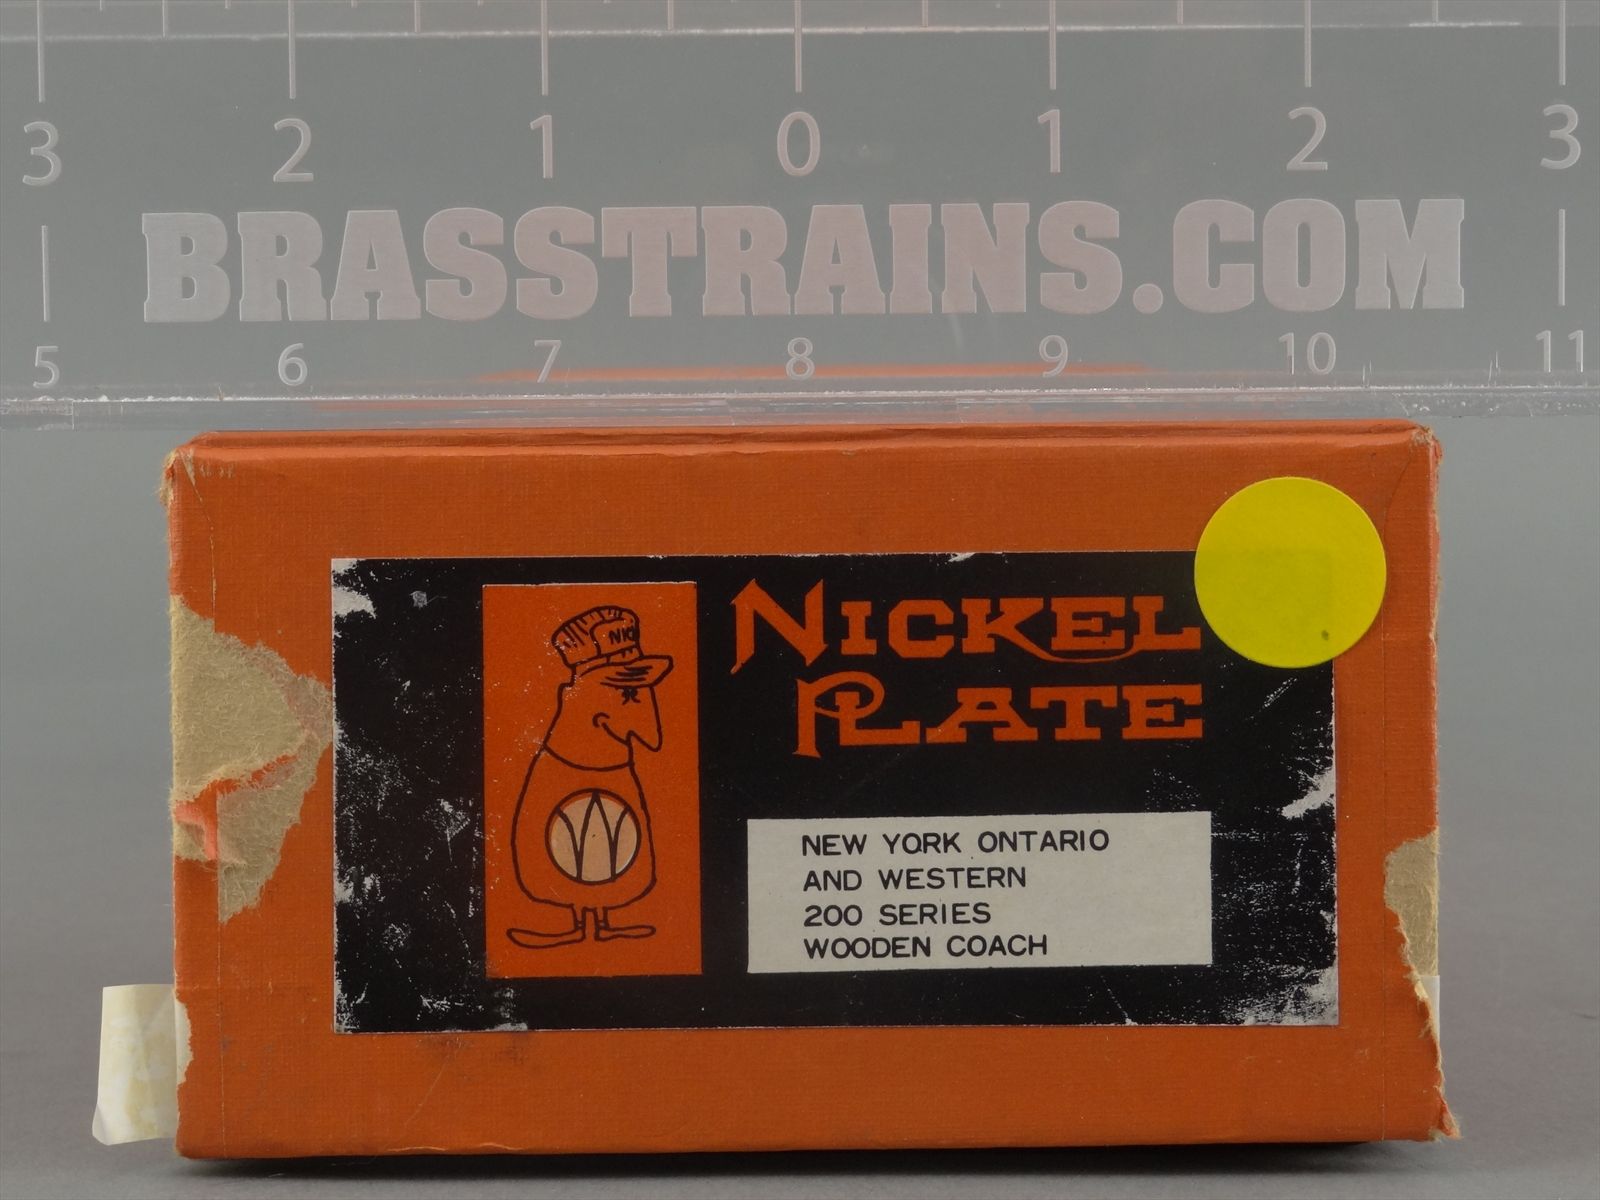 3 2 1 0 1 2 3
BRASSTRAINS.COM
5 6 7 8 9 10 11
NICKEL
PLATE
NEW YORK ONTARIO
AND WESTERN
200 SERIES
WOODEN COACH